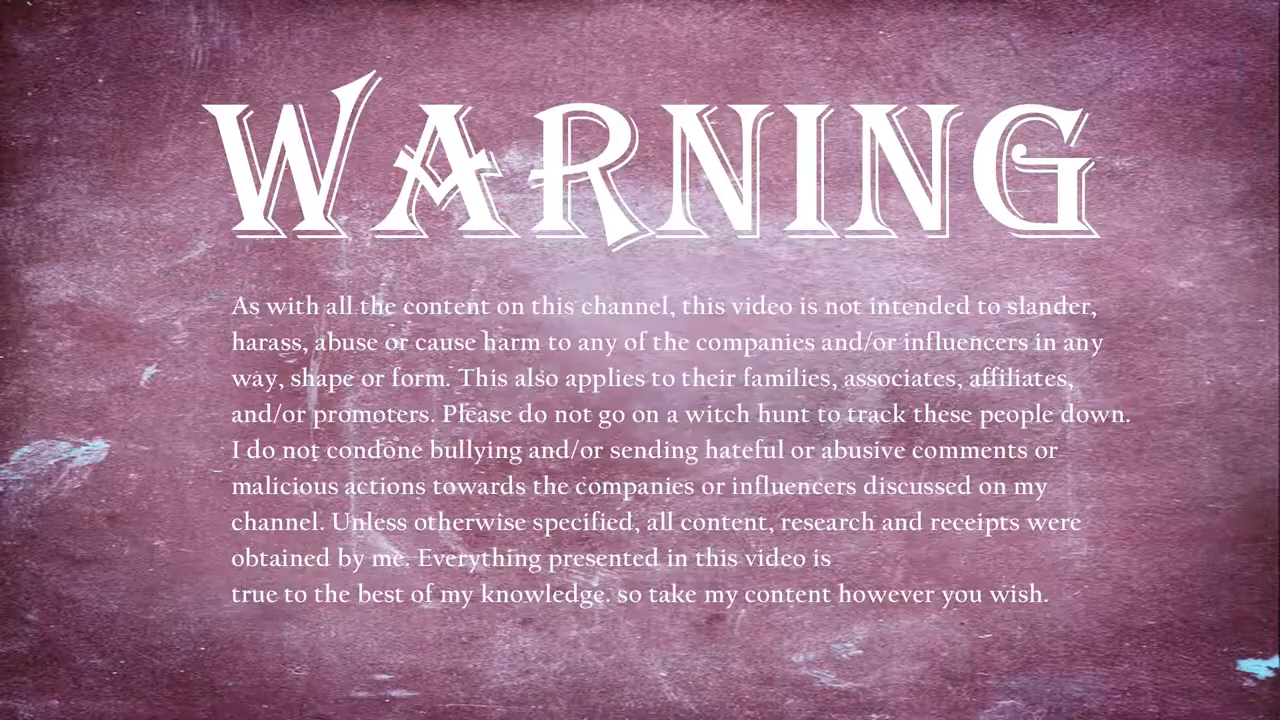 WARNING
As with all the content on this channel, this video is not intended to slander,
harass, abuse or cause harm to any of the companies and/or influencers in any
way, shape or form. This also applies to their families, associates, affiliates,
and/or promoters. Please do not go on a witch hunt to track these people down.
I do not condone bullying and/or sending hateful or abusive comments or
malicious actions towards the companies or influencers discussed on my
channel. Unless otherwise specified, all content, research and receipts were
obtained by me. Everything presented in this video is
true to the best of my knowledge. so take my content however you wish.